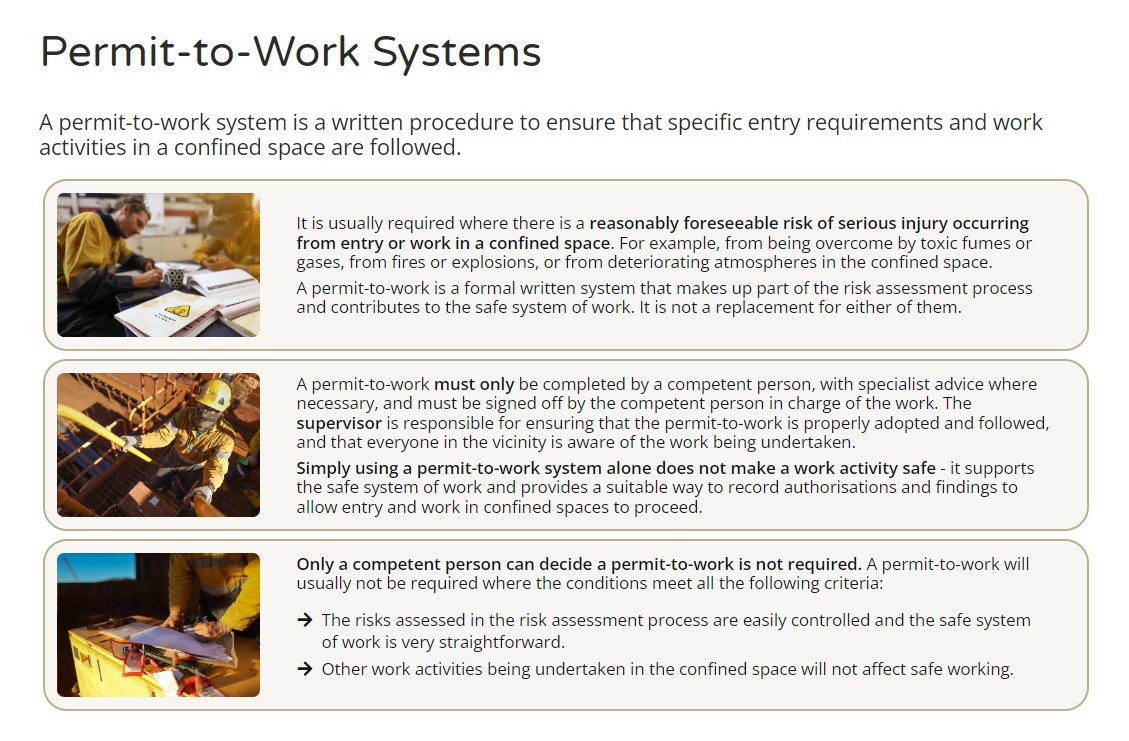 Permit-to-Work Systems
A permit-to-work system is a written procedure to ensure that specific entry requirements and work
activities in a confined space are followed.
It is usually required where there is a reasonably foreseeable risk of serious injury occurring
from entry or work in a confined space. For example, from being overcome by toxic fumes or
gases, from fires or explosions, or from deteriorating atmospheres in the confined space.
A permit-to-work is a formal written system that makes up part of the risk assessment process
and contributes to the safe system of work. It is not a replacement for either of them.
A permit-to-work must only be completed by a competent person, with specialist advice where
necessary, and must be signed off by the competent person in charge of the work. The
supervisor is responsible for ensuring that the permit-to-work is properly adopted and followed,
and that everyone in the vicinity is aware of the work being undertaken.
Simply using a permit-to-work system alone does not make a work activity safe - it supports
the safe system of work and provides a suitable way to record authorisations and findings to
allow entry and work in confined spaces to proceed.
Only a competent person can decide a permit-to-work is not required. A permit-to-work will
usually not be required where the conditions meet all the following criteria:
→ The risks assessed in the risk assessment process are easily controlled and the safe system
of work is very straightforward.
→ Other work activities being undertaken in the confined space will not affect safe working.